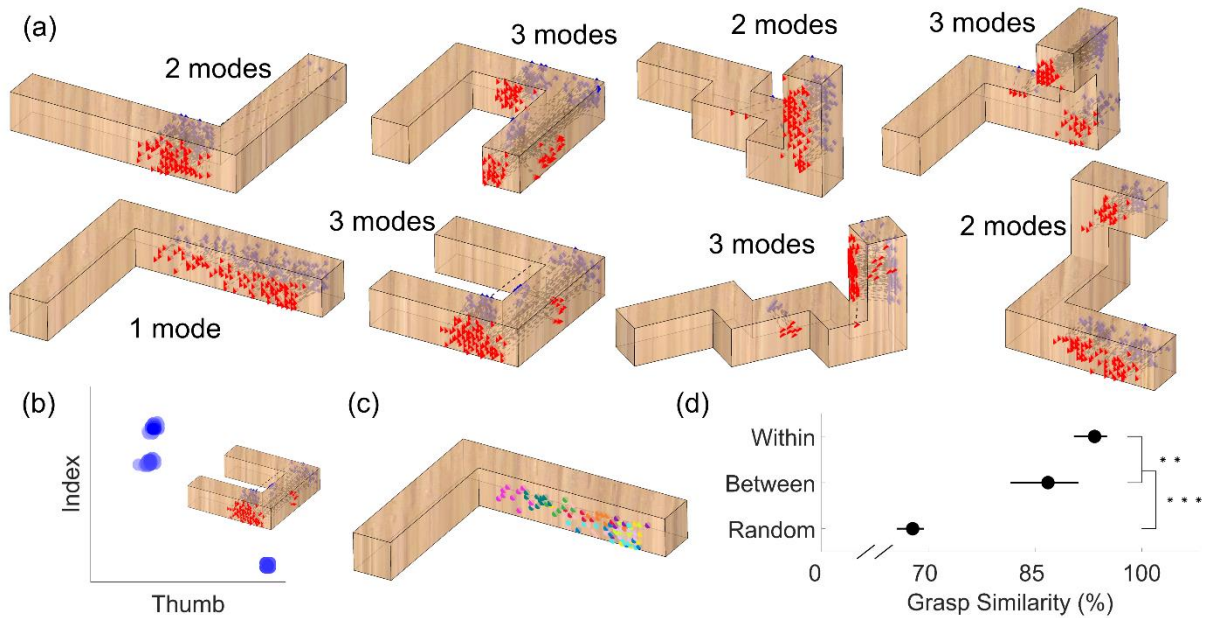 (a)
2 modes
3 modes
2 modes
3 modes
1 mode
3 modes
3 modes
2 modes
(b)
Index
Thumb
(c)
(d)
Within
Between
Random
* *
* * *
0
70
85
100
Grasp Similarity (%)